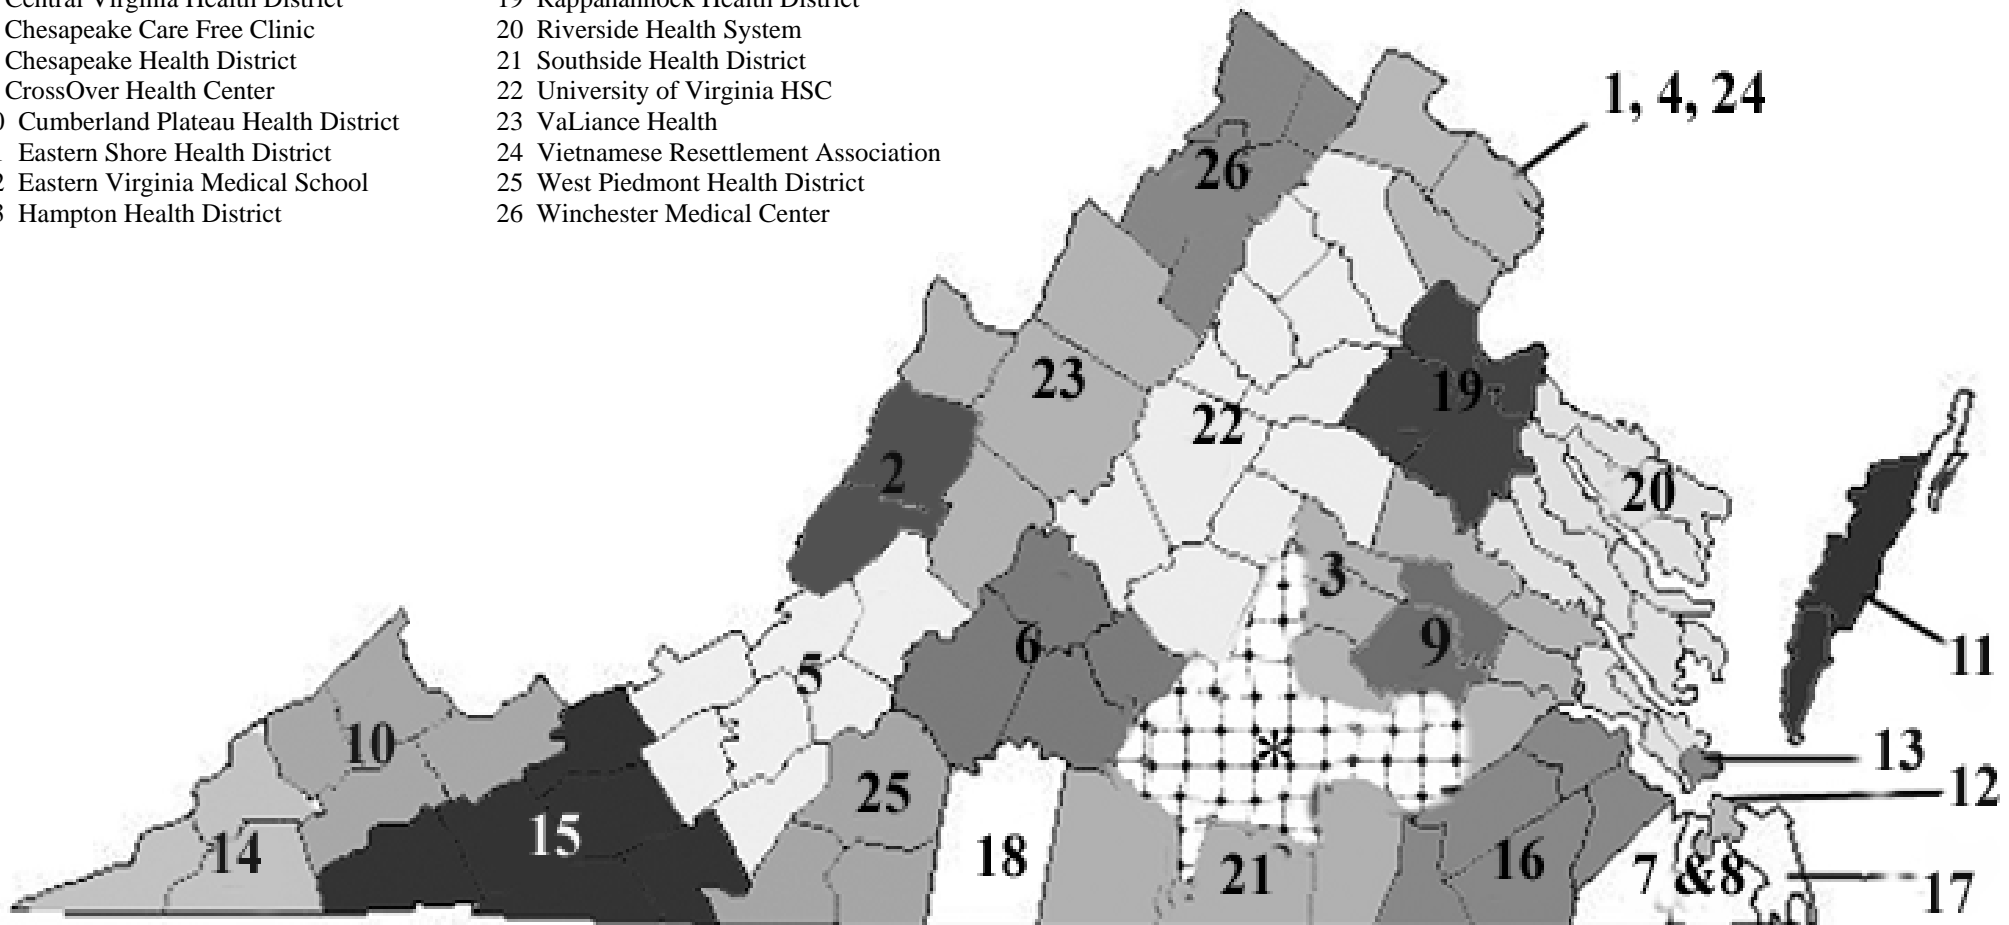 Central Virginia Health District
Chesapeake Care Free Clinic
Chesapeake Health District
CrossOver Health Center
Cumberland Plateau Health District
Eastern Shore Health District
Eastern Virginia Medical School
Hampton Health District
19 Rappahannock Health District
20 Riverside Health System
21 Southside Health District
22 University of Virginia HSC
23 VaLiance Health
24 Vietnamese Resettlement Association
25 West Piedmont Health District
26 Winchester Medical Center
1, 4, 24
26
23
22
19
2
20
3
6
9
5
11
10
*
13
12
25
15
14
18
21
16
7 &8
17